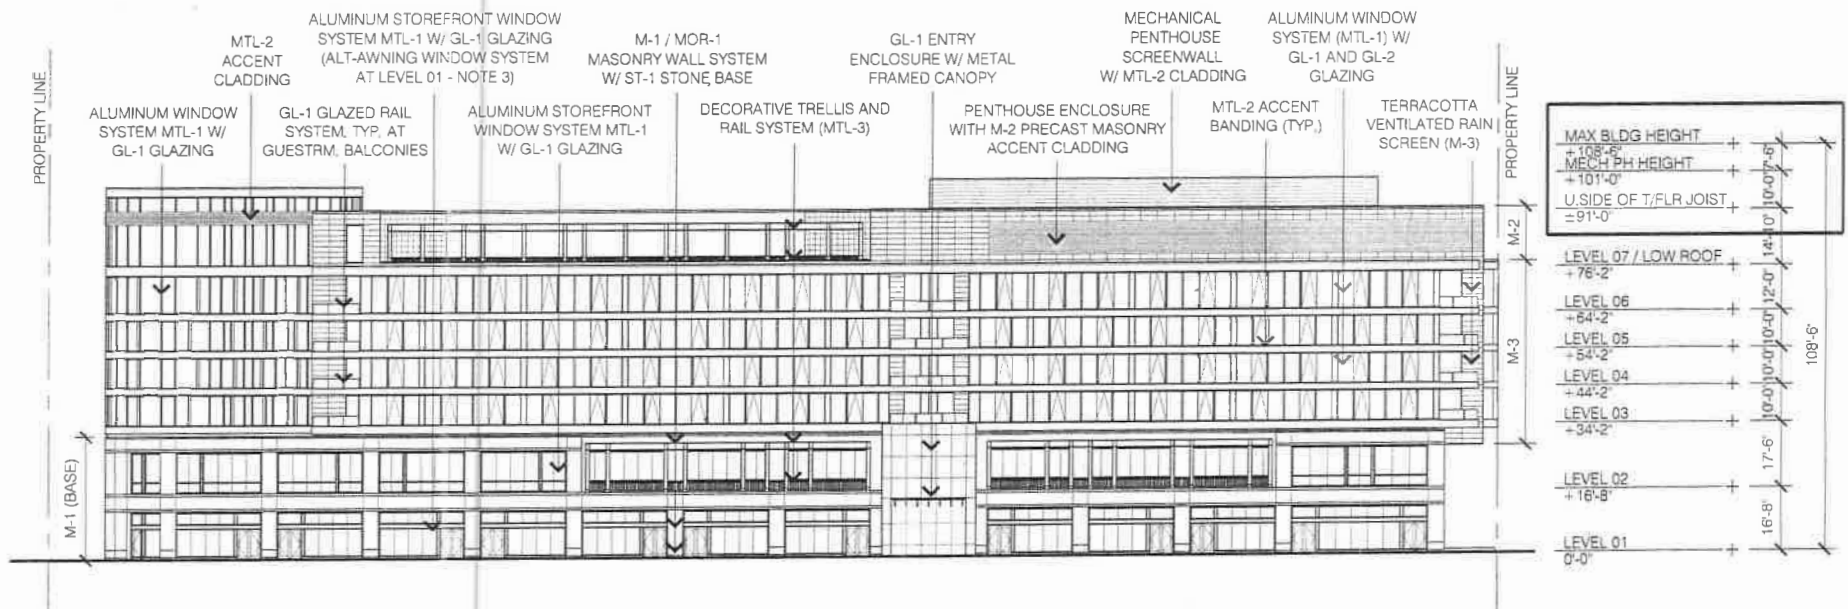 PROPERTY LINE
MTL-2
ACCENT
CLADDING
ALUMINUM STOREFRONT WINDOW
SYSTEM MTL-1 W/ GL-1 GLAZING
(ALT-AWNING WINDOW SYSTEM
AT LEVEL 01 - NOTE 3)
M-1 / MOR-1
MASONRY WALL SYSTEM
W/ ST-1 STONE BASE
GL-1 ENTRY
ENCLOSURE W/ METAL
FRAMED CANOPY
MECHANICAL
PENTHOUSE
SCREENWALL
W/ MTL-2 CLADDING
ALUMINUM WINDOW
SYSTEM (MTL-1) W/
GL-1 AND GL-2
GLAZING
PROPERTY LINE
ALUMINUM WINDOW
SYSTEM MTL-1 W/
GL-1 GLAZING
GL-1 GLAZED RAIL
SYSTEM, TYP. AT
GUESTRM. BALCONIES
ALUMINUM STOREFRONT
WINDOW SYSTEM MTL-1
W/ GL-1 GLAZING
DECORATIVE TRELLIS AND
RAIL SYSTEM (MTL-3)
PENTHOUSE ENCLOSURE
WITH M-2 PRECAST MASONRY
ACCENT CLADDING
MTL-2 ACCENT
BANDING (TYP.)
TERRACOTTA
VENTILATED RAIN
SCREEN (M-3)
M-1 (BASE)
M-2
M-3
MAX BLDG HEIGHT
+108'-6"
MECH PH HEIGHT
+101'-0"
U.SIDE OF T/FLR JOIST
±91'-0"
LEVEL 07 / LOW ROOF
+76'-2"
LEVEL 06
+64'-2"
LEVEL 05
+54'-2"
LEVEL 04
+44'-2"
LEVEL 03
+34'-2"
LEVEL 02
+16'-8"
LEVEL 01
0'-0"
7'-6"
10'-0"
14'-10"
12'-0"
10'-0"
10'-0"
10'-0"
17'-6"
16'-8"
108'-6"